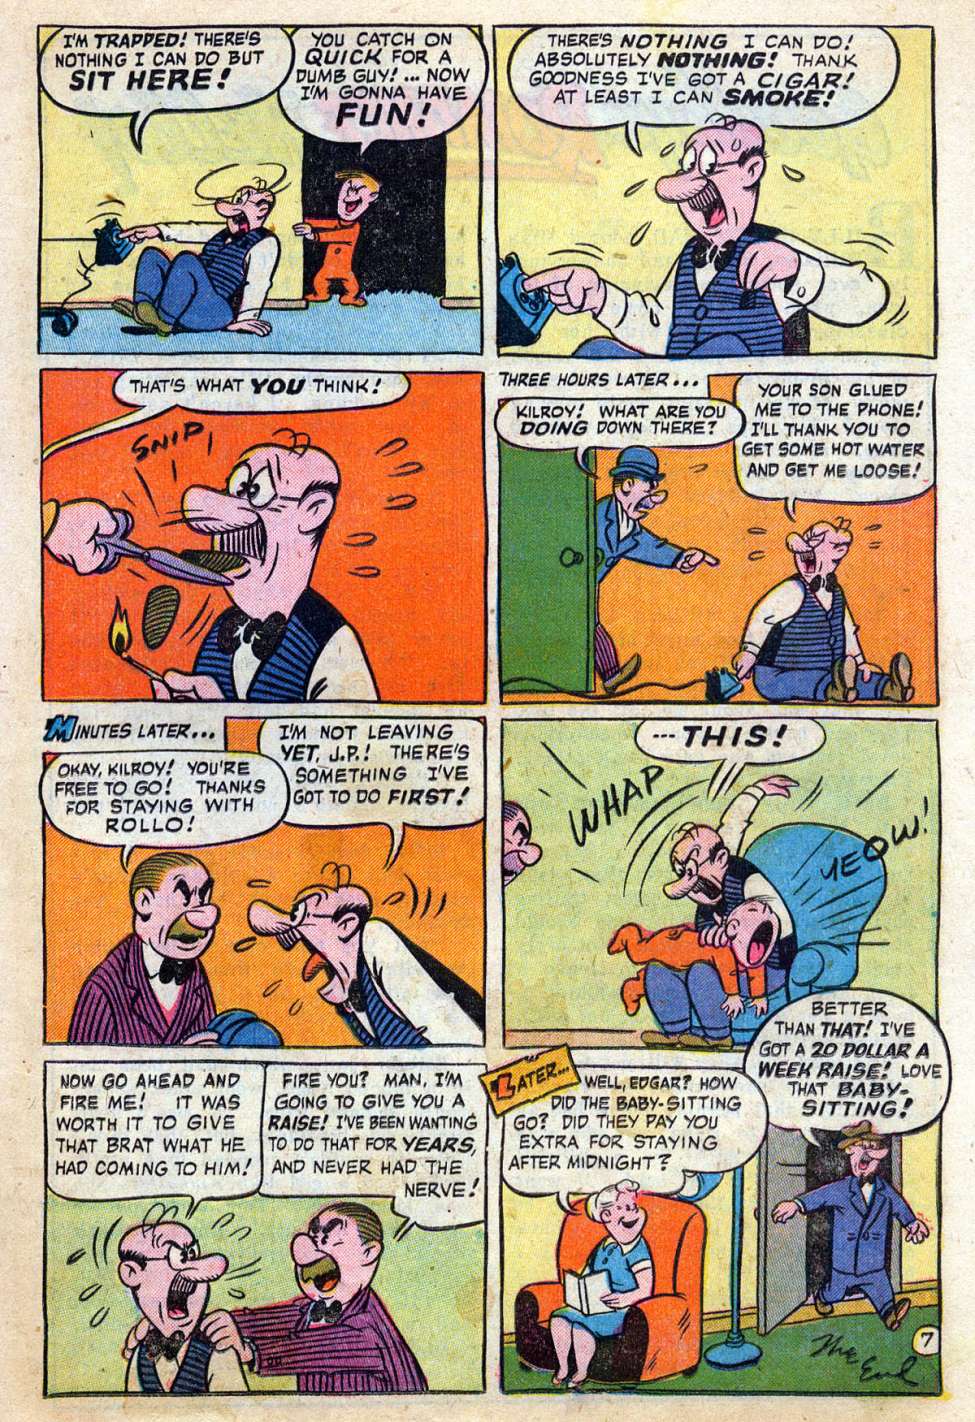 I'M TRAPPED! THERE'S
NOTHING I CAN DO BUT
SIT HERE!
YOU CATCH ON
QUICK FOR A
DUMB GUY! ... NOW
I'M GONNA HAVE
FUN!
THERE'S NOTHING I CAN DO!
ABSOLUTELY NOTHING! THANK
GOODNESS I'VE GOT A CIGAR!
AT LEAST I CAN SMOKE!
THAT'S WHAT YOU THINK!
SNIP
THREE HOURS LATER...
KILROY! WHAT ARE YOU
DOING DOWN THERE?
YOUR SON GLUED
ME TO THE PHONE!
I'LL THANK YOU TO
GET SOME HOT WATER
AND GET ME LOOSE!
MINUTES LATER...
OKAY, KILROY! YOU'RE
FREE TO GO! THANKS
FOR STAYING WITH
ROLLO!
I'M NOT LEAVING
YET, J.P.! THERE'S
SOMETHING I'VE
GOT TO DO FIRST!
--- THIS!
WHAP
YEOW!
NOW GO AHEAD AND
FIRE ME! IT WAS
WORTH IT TO GIVE
THAT BRAT WHAT HE
HAD COMING TO HIM!
FIRE YOU? MAN, I'M
GOING TO GIVE YOU A
RAISE! I'VE BEEN WANTING
TO DO THAT FOR YEARS,
AND NEVER HAD THE
NERVE!
LATER...
WELL, EDGAR? HOW
DID THE BABY-SITTING
GO? DID THEY PAY YOU
EXTRA FOR STAYING
AFTER MIDNIGHT?
BETTER
THAN THAT! I'VE
GOT A 20 DOLLAR A
WEEK RAISE! LOVE
THAT BABY-
SITTING!
The End
7